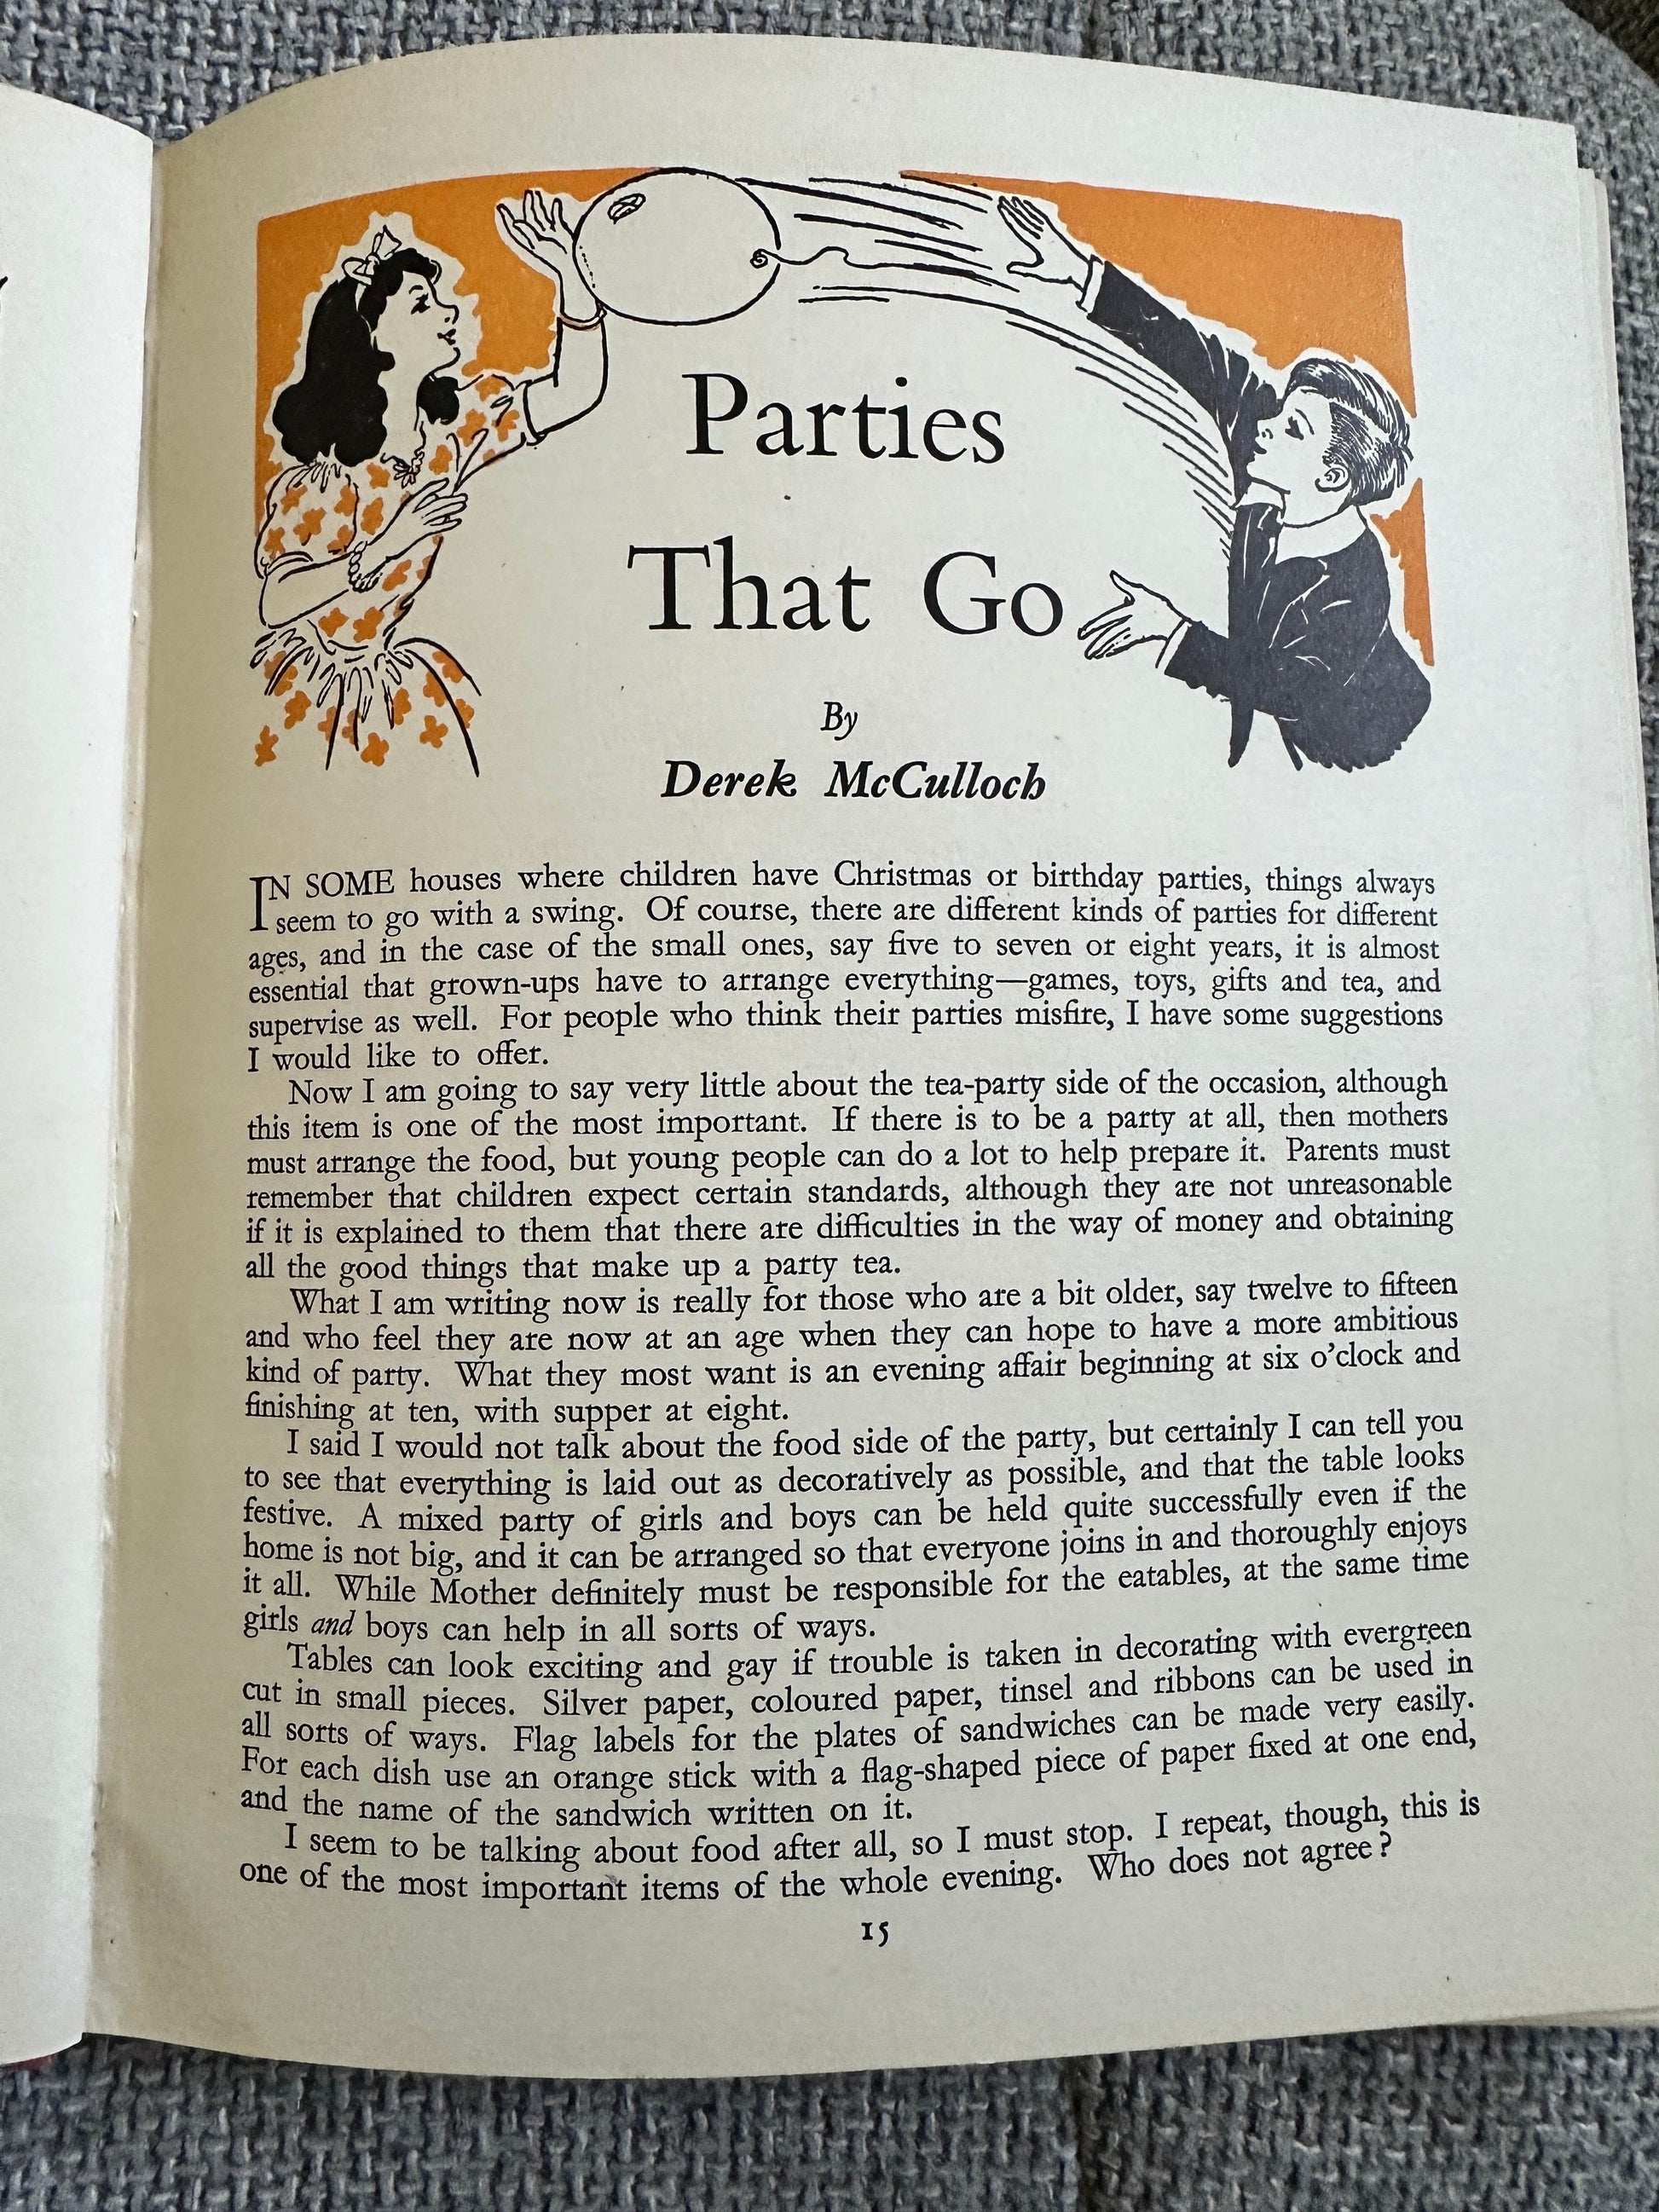 Parties
That Go
By
Derek McCulloch
IN SOME houses where children have Christmas or birthday parties, things always
seem to go with a swing. Of course, there are different kinds of parties for different
ages, and in the case of the small ones, say five to seven or eight years, it is almost
essential that grown-ups have to arrange everything—games, toys, gifts and tea, and
supervise as well. For people who think their parties misfire, I have some suggestions
I would like to offer.
Now I am going to say very little about the tea-party side of the occasion, although
this item is one of the most important. If there is to be a party at all, then mothers
must arrange the food, but young people can do a lot to help prepare it. Parents must
remember that children expect certain standards, although they are not unreasonable
if it is explained to them that there are difficulties in the way of money and obtaining
all the good things that make up a party tea.
What I am writing now is really for those who are a bit older, say twelve to fifteen
and who feel they are now at an age when they can hope to have a more ambitious
kind of party. What they most want is an evening affair beginning at six o'clock and
finishing at ten, with supper at eight.
I said I would not talk about the food side of the party, but certainly I can tell you
to see that everything is laid out as decoratively as possible, and that the table looks
festive. A mixed party of girls and boys can be held quite successfully even if the
home is not big, and it can be arranged so that everyone joins in and thoroughly enjoys
it all. While Mother definitely must be responsible for the eatables, at the same time
girls and boys can help in all sorts of ways.
Tables can look exciting and gay if trouble is taken in decorating with evergreen
cut in small pieces. Silver paper, coloured paper, tinsel and ribbons can be used in
all sorts of ways. Flag labels for the plates of sandwiches can be made very easily.
For each dish use an orange stick with a flag-shaped piece of paper fixed at one end,
and the name of the sandwich written on it.
I seem to be talking about food after all, so I must stop. I repeat, though, this is
one of the most important items of the whole evening. Who does not agree?
15